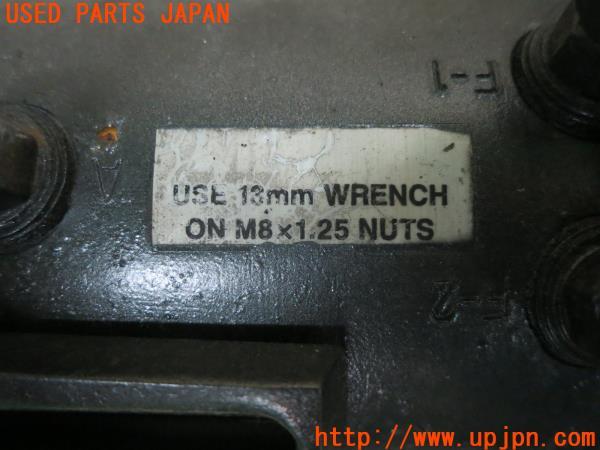 USED PARTS JAPAN
F-1
A
USE 13mm WRENCH
ON M8×1.25 NUTS
F-2
http://www.upjpn.com/